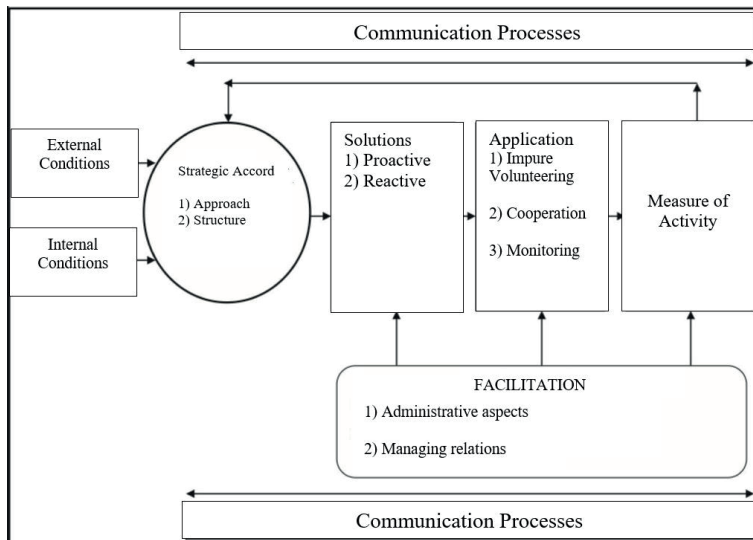 Communication Processes
External
Conditions
Internal
Conditions
Strategic Accord
1) Approach
2) Structure
Solutions
1) Proactive
2) Reactive
Application
1) Impure
Volunteering
2) Cooperation
3) Monitoring
Measure of
Activity
FACILITATION
1) Administrative aspects
2) Managing relations
Communication Processes